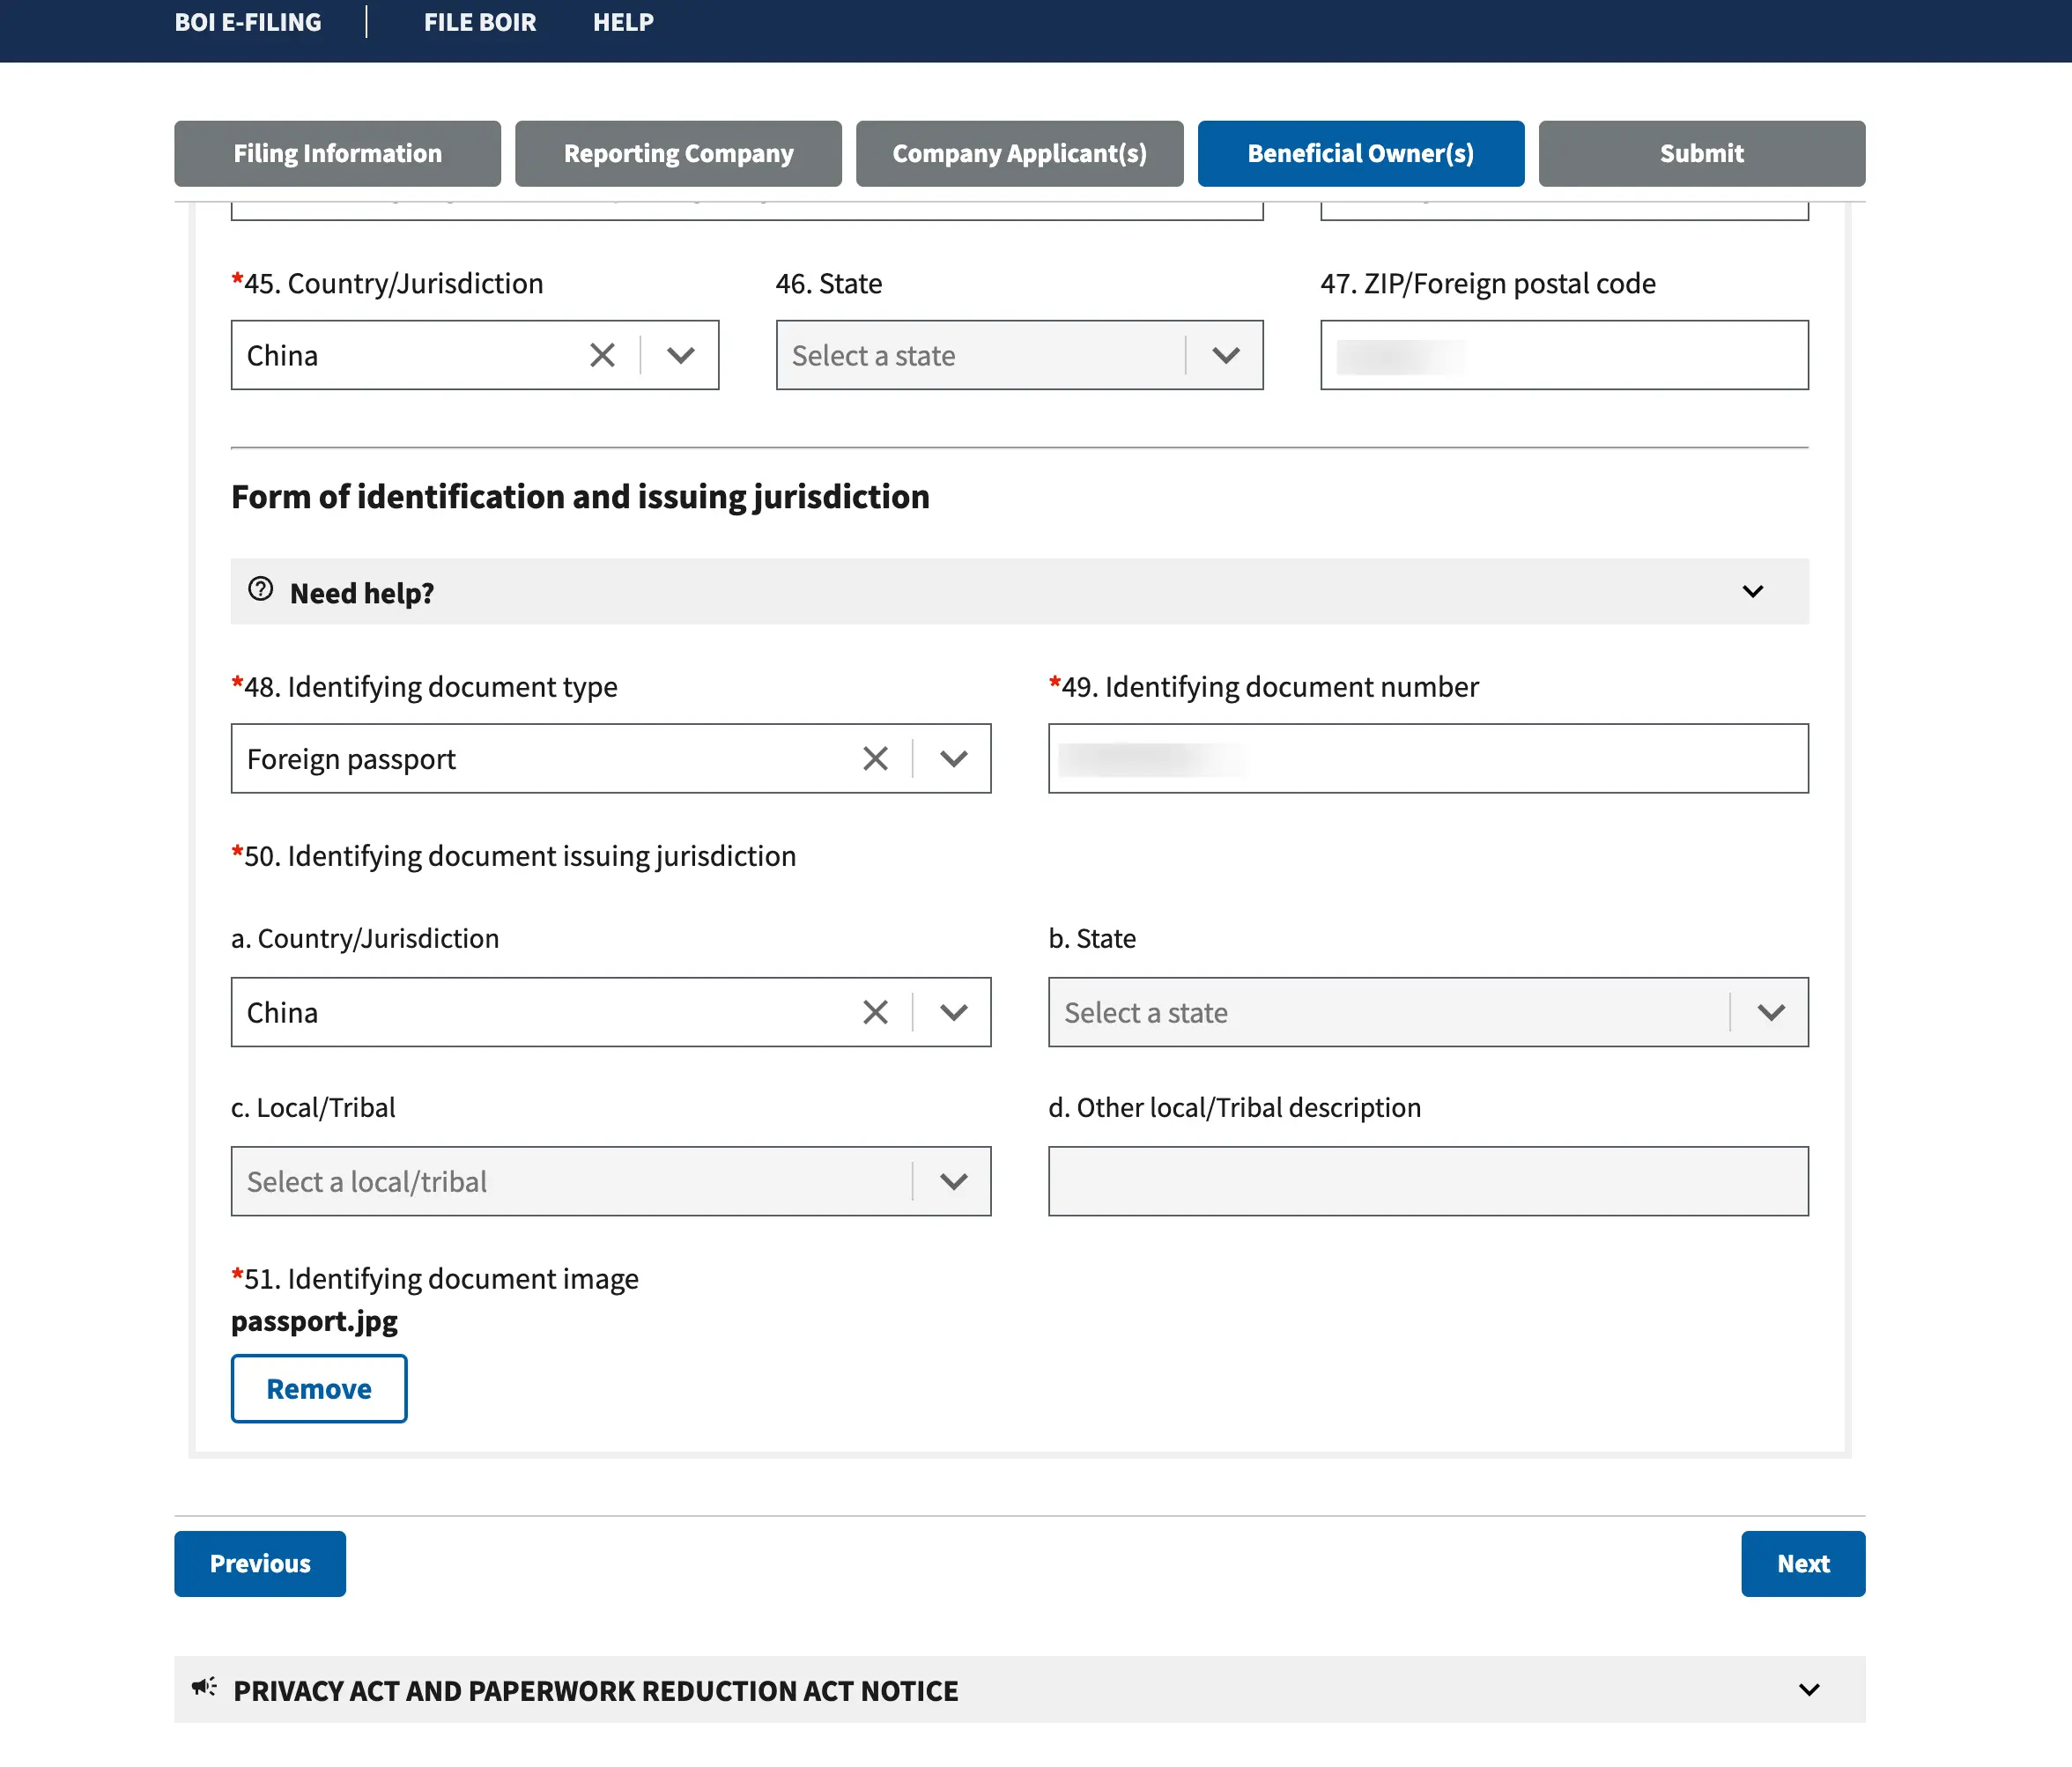 BOI E-FILING FILE BOIR HELP
Filing Information Reporting Company Company Applicant(s) Beneficial Owner(s) Submit
*45. Country/Jurisdiction 46. State 47. ZIP/Foreign postal code
China Select a state
Form of identification and issuing jurisdiction
Need help?
*48. Identifying document type *49. Identifying document number
Foreign passport
*50. Identifying document issuing jurisdiction
a. Country/Jurisdiction b. State
China Select a state
c. Local/Tribal d. Other local/Tribal description
Select a local/tribal
*51. Identifying document image
passport.jpg
Remove
Previous Next
PRIVACY ACT AND PAPERWORK REDUCTION ACT NOTICE